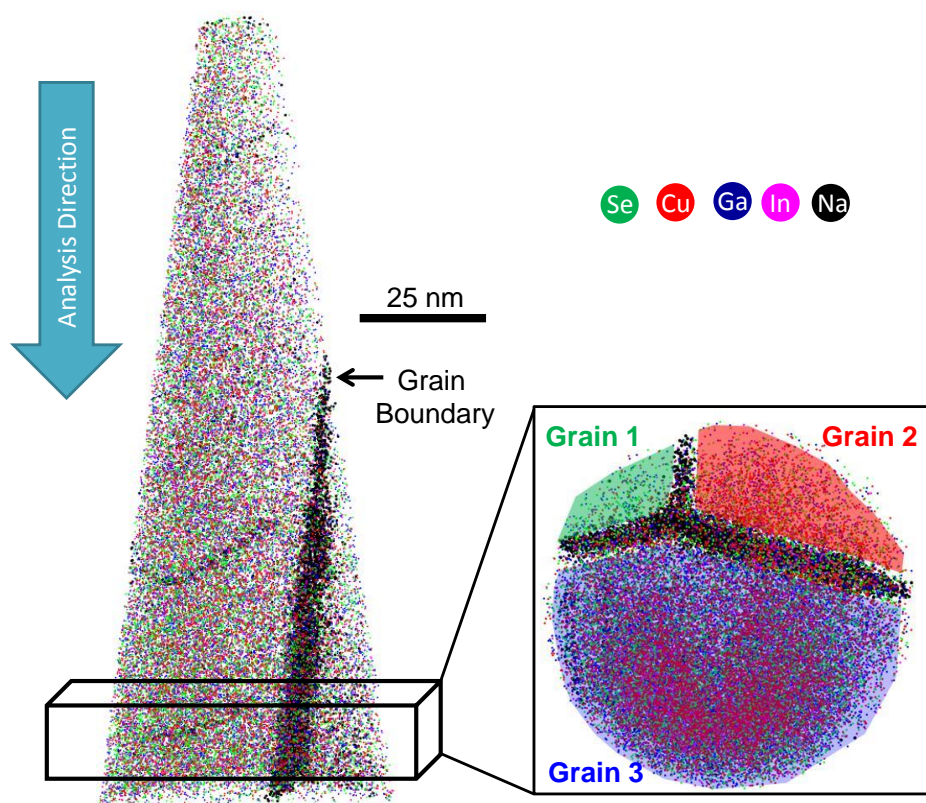 Analysis Direction
Se Cu Ga In Na
25 nm
Grain
Boundary
Grain 1
Grain 2
Grain 3